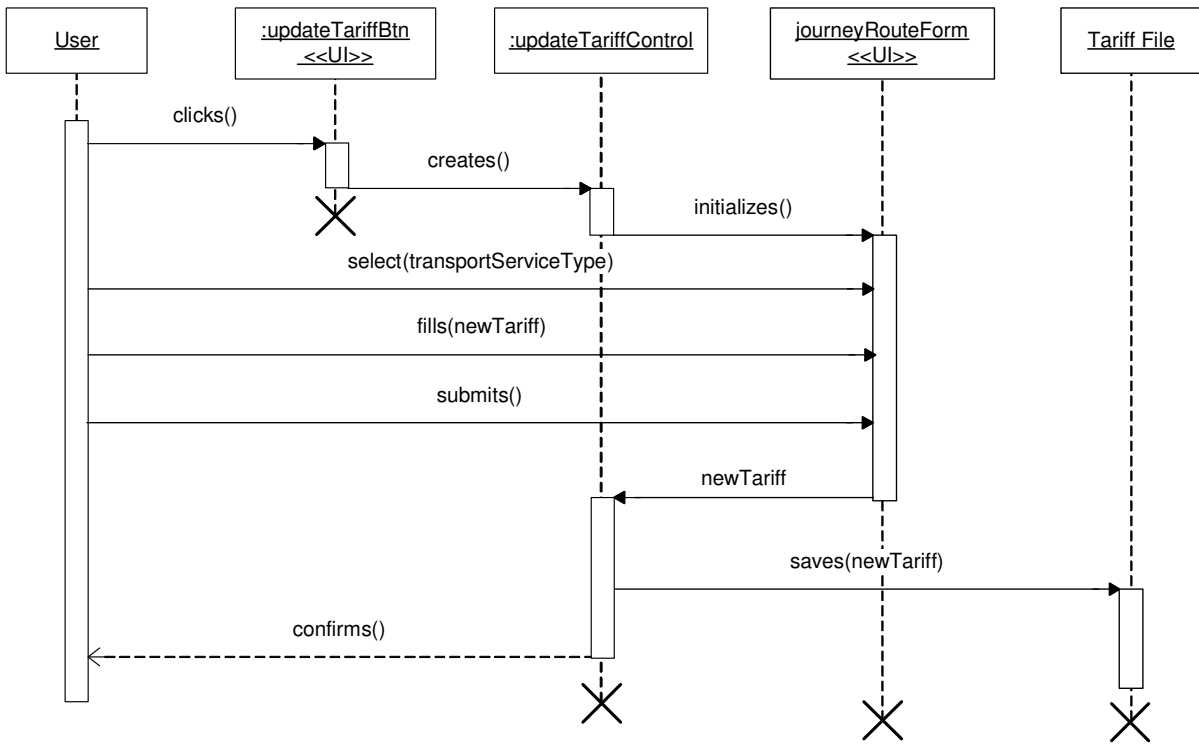 User
:updateTariffBtn
<<UI>>
:updateTariffControl
journeyRouteForm
<<UI>>
Tariff File
clicks()
creates()
initializes()
select(transportServiceType)
fills(newTariff)
submits()
newTariff
saves(newTariff)
confirms()